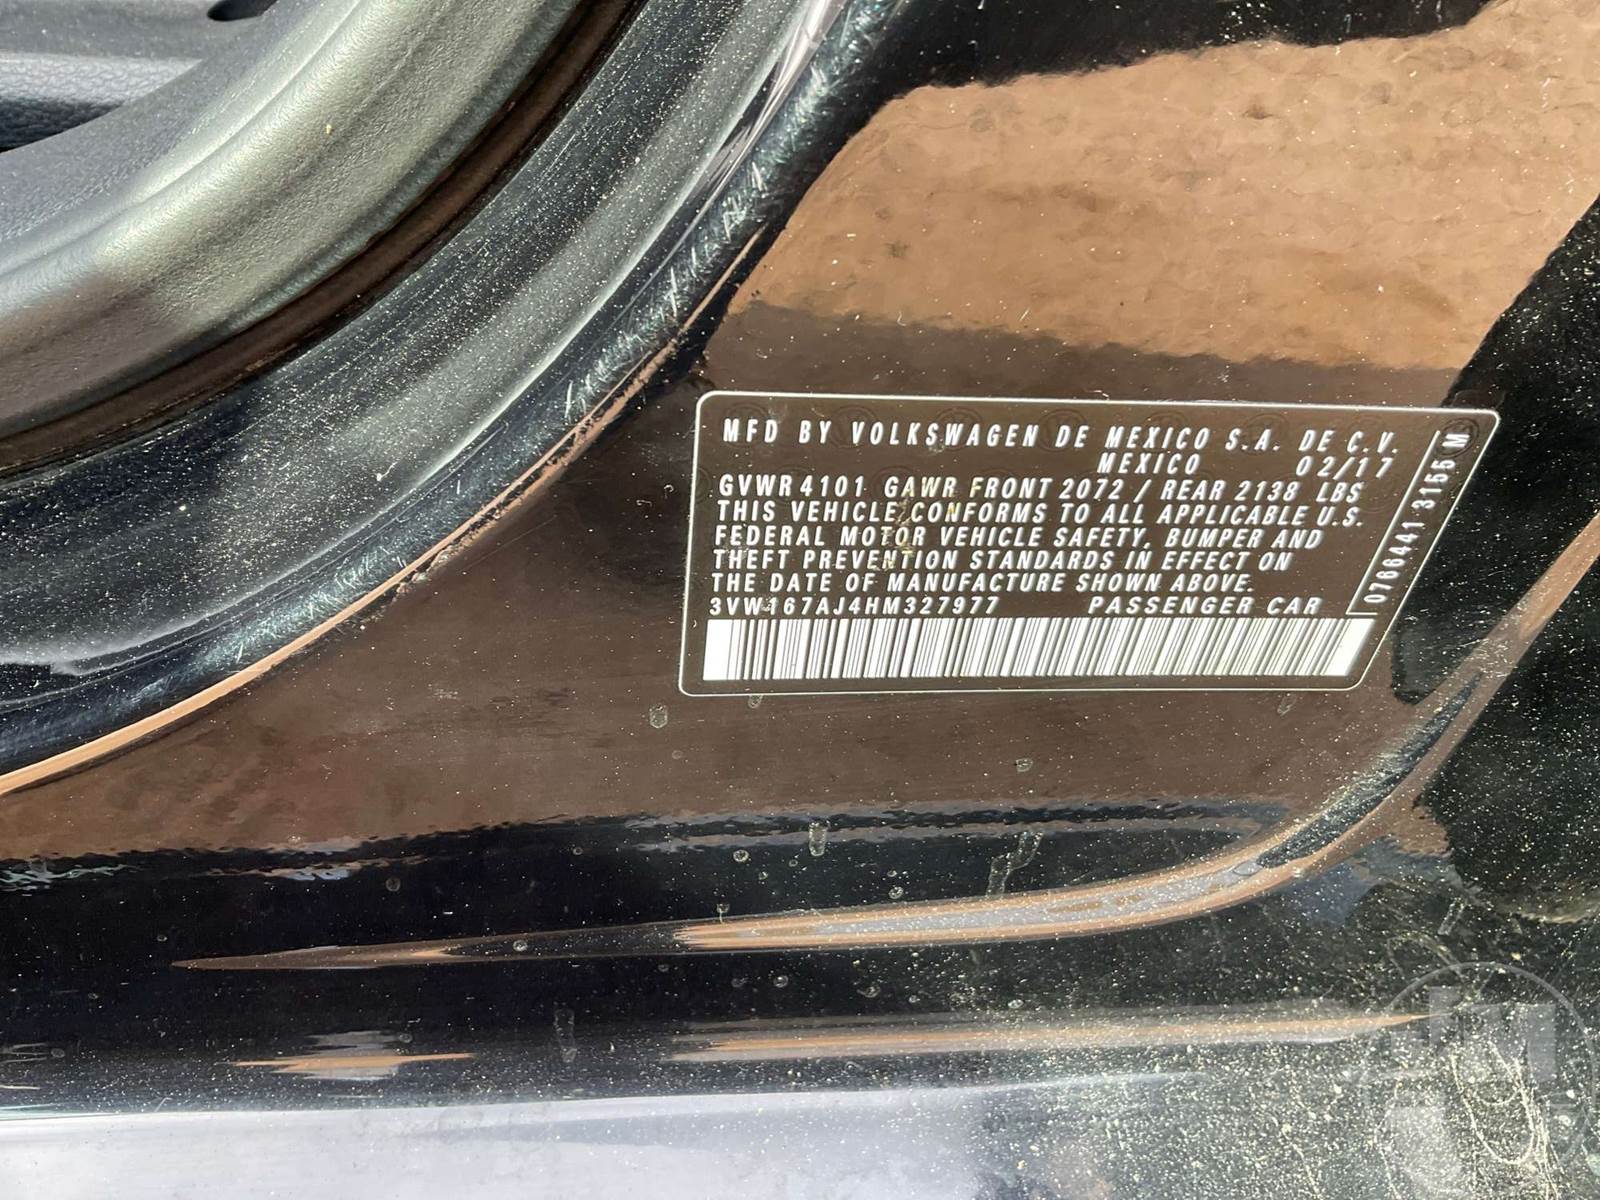 MFD BY VOLKSWAGEN DE MEXICO S.A. DE C.V.
MEXICO 02/17
GVWR 4101 GAWR FRONT 2072 / REAR 2138 LBS
THIS VEHICLE CONFORMS TO ALL APPLICABLE U.S.
FEDERAL MOTOR VEHICLE SAFETY, BUMPER AND
THEFT PREVENTION STANDARDS IN EFFECT ON
THE DATE OF MANUFACTURE SHOWN ABOVE.
3VW167AJ4HM327977 PASSENGER CAR
0766441 3155 M